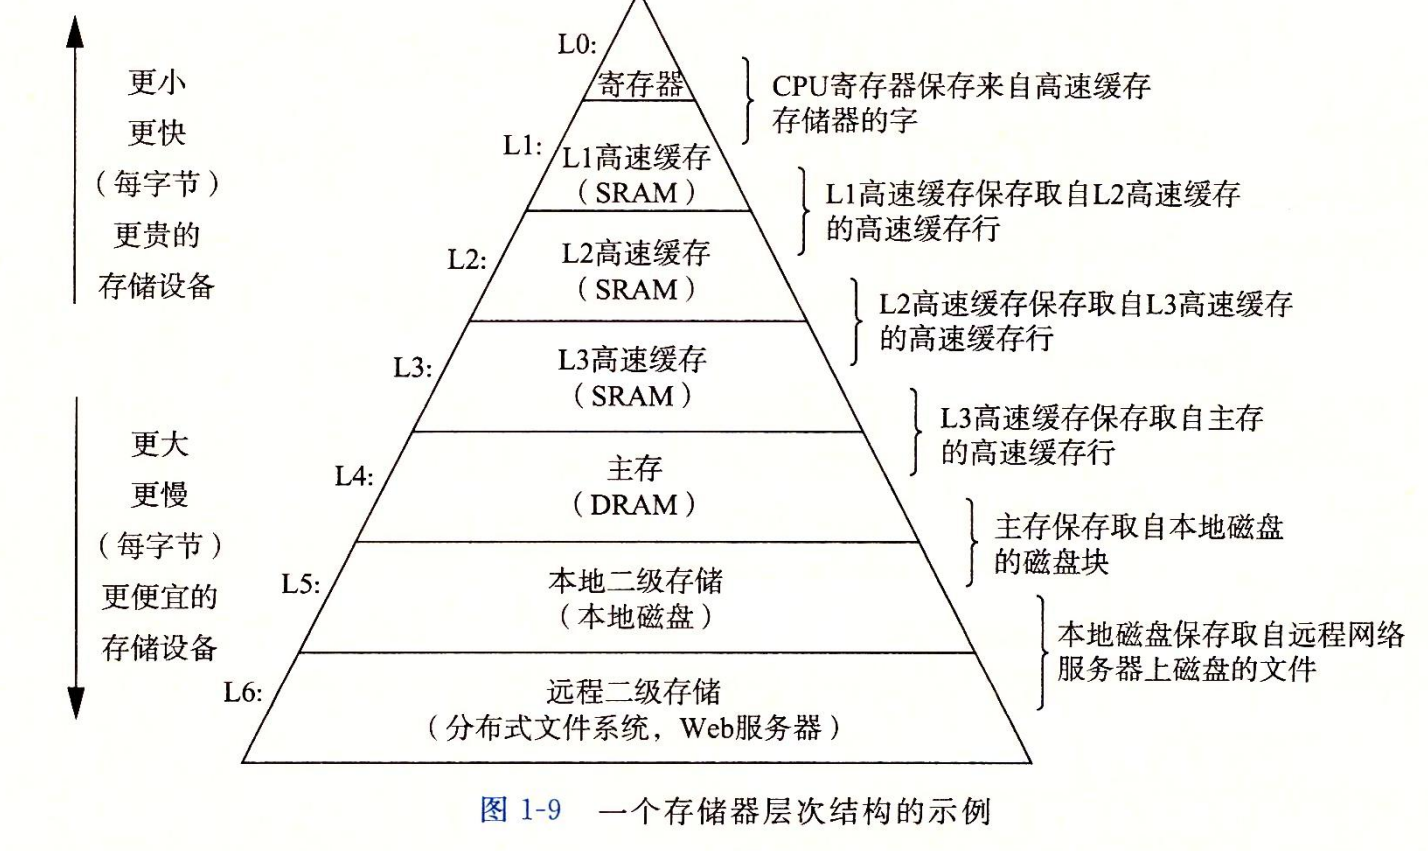 更小
更快
（每字节）
更贵的
存储设备
更大
更慢
（每字节）
更便宜的
存储设备
L0:
寄存器
CPU寄存器保存来自高速缓存
存储器的字
L1:
L1高速缓存
（SRAM）
L1高速缓存保存取自L2高速缓存
的高速缓存行
L2:
L2高速缓存
（SRAM）
L2高速缓存保存取自L3高速缓存
的高速缓存行
L3:
L3高速缓存
（SRAM）
L3高速缓存保存取自主存
的高速缓存行
L4:
主存
（DRAM）
主存保存取自本地磁盘
的磁盘块
L5:
本地二级存储
（本地磁盘）
本地磁盘保存取自远程网络
服务器上磁盘的文件
L6:
远程二级存储
（分布式文件系统，Web服务器）
图 1-9 一个存储器层次结构的示例